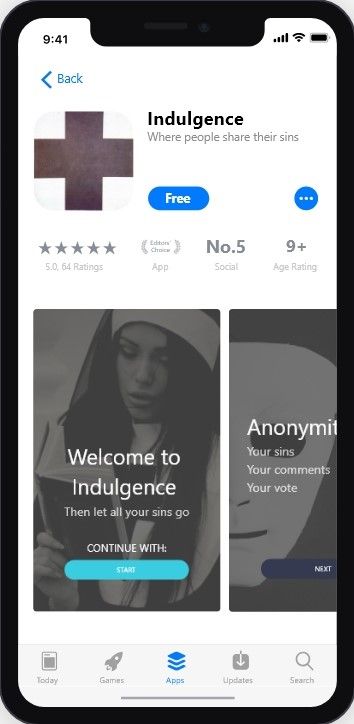 9:41
Back
Indulgence
Where people share their sins
Free
Editors'
Choice
No.5
9+
5.0, 64 Ratings
App
Social
Age Rating
Welcome to
Indulgence
Then let all your sins go
CONTINUE WITH:
START
Anonymit
Your sins
Your comments
Your vote
NEXT
Today
Games
Apps
Updates
Search